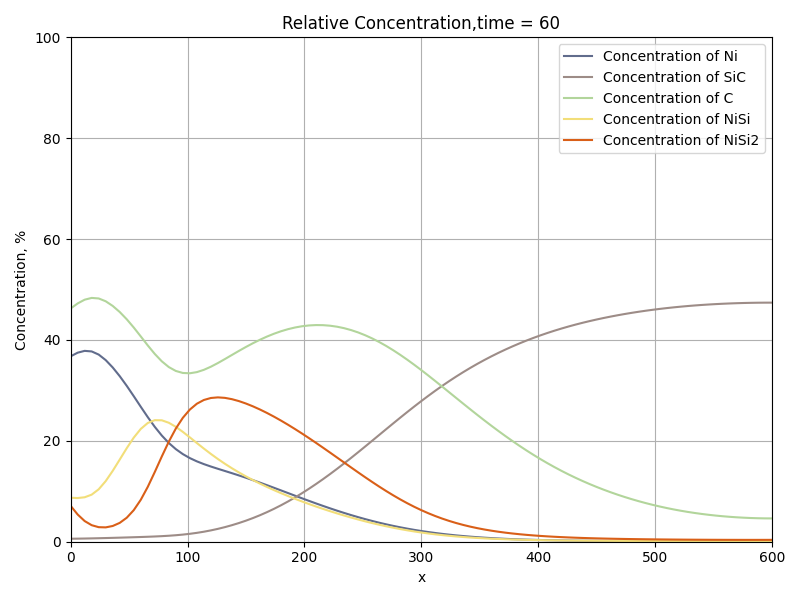 Relative Concentration,time = 60
Concentration, %
100
80
60
40
20
0
Concentration of Ni
Concentration of SiC
Concentration of C
Concentration of NiSi
Concentration of NiSi2
0 100 200 300 400 500 600
x